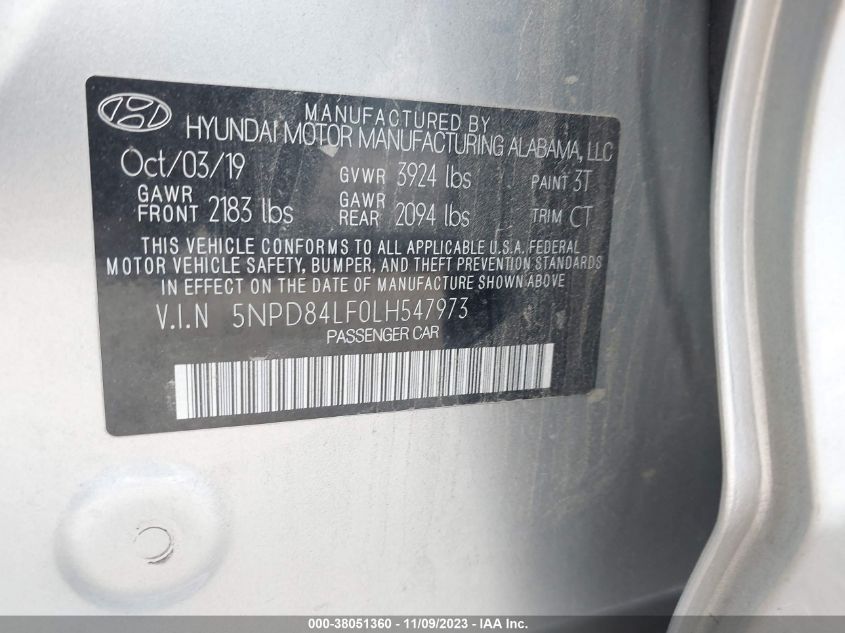 MANUFACTURED BY
HYUNDAI MOTOR MANUFACTURING ALABAMA, LLC
Oct/03/19 GVWR 3924 lbs PAINT 3T
GAWR FRONT 2183 lbs GAWR REAR 2094 lbs TRIM CT
THIS VEHICLE CONFORMS TO ALL APPLICABLE U.S.A. FEDERAL
MOTOR VEHICLE SAFETY, BUMPER, AND THEFT PREVENTION STANDARDS
IN EFFECT ON THE DATE OF MANUFACTURE SHOWN ABOVE
V.I.N 5NPD84LF0LH547973
PASSENGER CAR
000-38051360 - 11/09/2023 - IAA Inc.